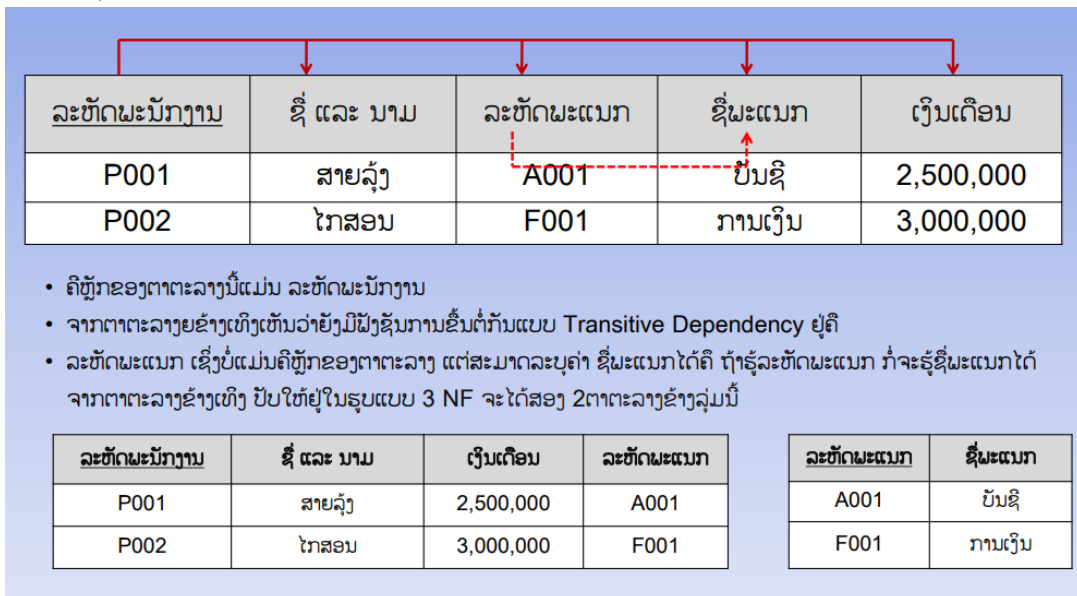 ລະຫັດພະນັກງານ ຊື່ ແລະ ນາມ ລະຫັດພະແນກ ຊື່ພະແນກ ເງິນເດືອນ
P001 ສາຍລຸ້ງ A001 ບັນຊີ 2,500,000
P002 ໄກສອນ F001 ການເງິນ 3,000,000
• ຄີຫຼັກຂອງຕາຕະລາງນີ້ແມ່ນ ລະຫັດພະນັກງານ
• ຈາກຕາຕະລາງຍຂ້າງເທິງເຫັນວ່າຍັງມີຟັງຊັນການຂຶ້ນຕໍ່ກັນແບບ Transitive Dependency ຢູ່ຄື
• ລະຫັດພະແນກ ເຊິ່ງບໍ່ແມ່ນຄີຫຼັກຂອງຕາຕະລາງ ແຕ່ສະມາດລະບຸຄ່າ ຊື່ພະແນກໄດ້ຄື ຖ້າຮູ້ລະຫັດພະແນກ ກໍ່ຈະຮູ້ຊື່ພະແນກໄດ້
ຈາກຕາຕະລາງຂ້າງເທິງ ປັບໃຫ້ຢູ່ໃນຮູບແບບ 3 NF ຈະໄດ້ສອງ 2ຕາຕະລາງຂ້າງລຸ່ມນີ້
ລະຫັດພະນັກງານ ຊື່ ແລະ ນາມ ເງິນເດືອນ ລະຫັດພະແນກ
P001 ສາຍລຸ້ງ 2,500,000 A001
P002 ໄກສອນ 3,000,000 F001
ລະຫັດພະແນກ ຊື່ພະແນກ
A001 ບັນຊີ
F001 ການເງິນ